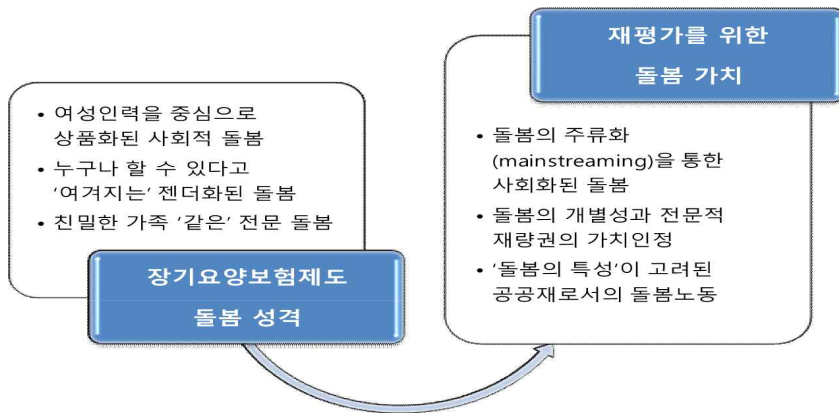 • 여성인력을 중심으로
상품화된 사회적 돌봄
• 누구나 할 수 있다고
‘여겨지는’ 젠더화된 돌봄
• 친밀한 가족 ‘같은’ 전문 돌봄
장기요양보험제도
돌봄 성격
재평가를 위한
돌봄 가치
• 돌봄의 주류화
(mainstreaming)을 통한
사회화된 돌봄
• 돌봄의 개별성과 전문적
재량권의 가치인정
• ‘돌봄의 특성’이 고려된
공공재로서의 돌봄노동